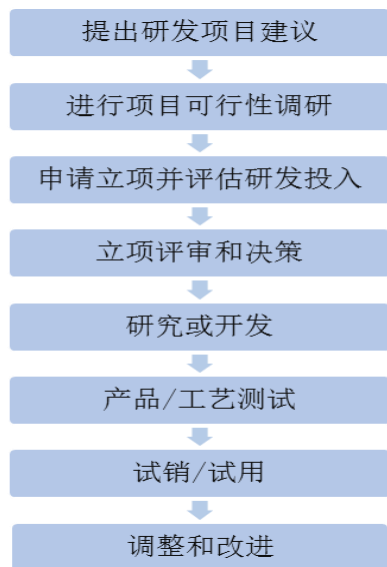 提出研发项目建议
进行项目可行性调研
申请立项并评估研发投入
立项评审和决策
研究或开发
产品/工艺测试
试销/试用
调整和改进